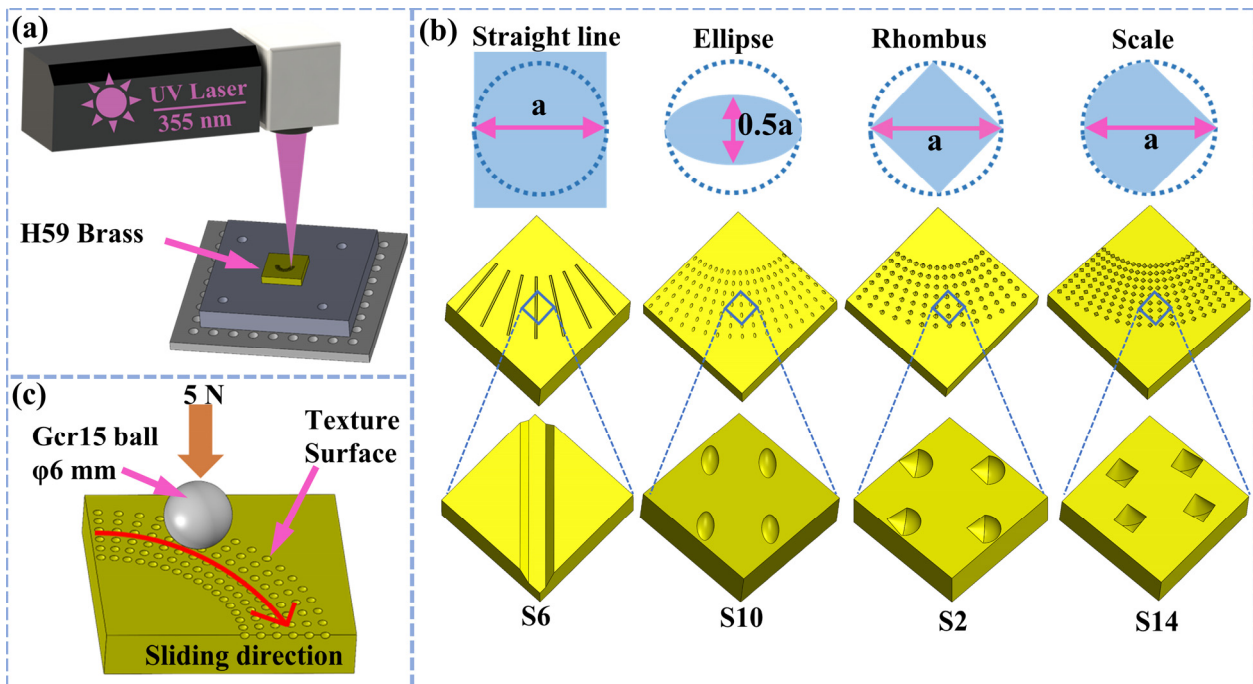 (a)
UV Laser
355 nm
H59 Brass
(b)
Straight line
Ellipse
Rhombus
Scale
a
0.5a
a
a
S6
S10
S2
S14
(c)
5 N
Gcr15 ball
φ6 mm
Texture
Surface
Sliding direction